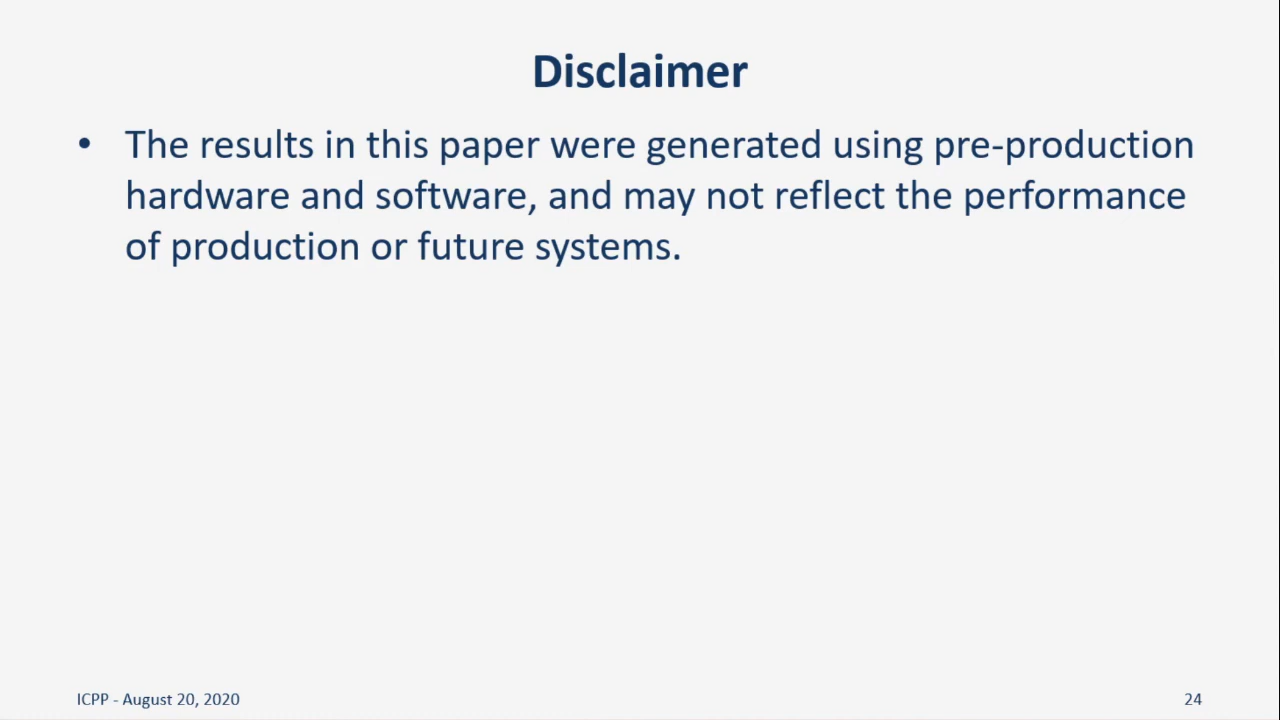 Disclaimer
• The results in this paper were generated using pre-production
hardware and software, and may not reflect the performance
of production or future systems.
ICPP - August 20, 2020
24